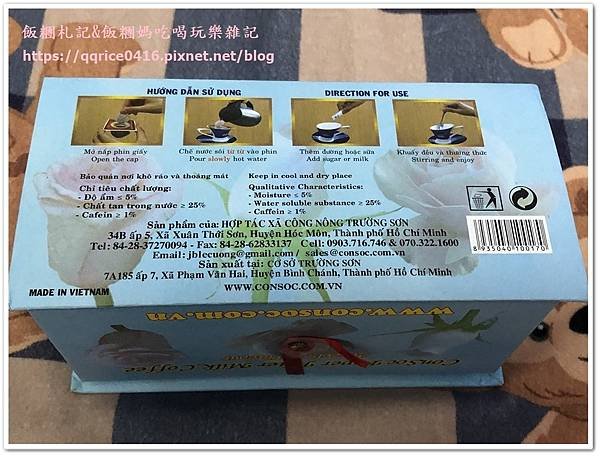 飯糰札記&飯糰媽吃喝玩樂雜記
https://qqrice0416.pixnet.net/blog
HƯỚNG DẪN SỬ DỤNG
DIRECTION FOR USE
Mở nắp phin giấy
Open the cap
Chế nước sôi từ từ vào phin
Pour slowly hot water
Thêm đường hoặc sữa
Add sugar or milk
Khuấy đều và thưởng thức
Stirring and enjoy
Bảo quản nơi khô ráo và thoáng mát
Chỉ tiêu chất lượng:
- Độ ẩm ≤ 5%
- Chất tan trong nước ≥ 25%
- Cafein ≥ 1%
Keep in cool and dry place
Qualitative Characteristics:
- Moisture ≤ 5%
- Water soluble substance ≥ 25%
- Caffein ≥ 1%
Sản phẩm của: HỢP TÁC XÃ CÔNG NÔNG TRƯỜNG SƠN
34B ấp 5, Xã Xuân Thới Sơn, Huyện Hóc Môn, Thành phố Hồ Chí Minh
Tel: 84-28-37270094 - Fax: 84-28-62833137 Cell: 0903.716.746 & 070.322.1600
Email: jblecuong@gmail.com / sales@consoc.com.vn
Sản xuất tại: CƠ SỞ TRƯỜNG SƠN
7A185 ấp 7, Xã Phạm Văn Hai, Huyện Bình Chánh, Thành phố Hồ Chí Minh
WWW.CONSOC.COM.VN
8935040100170
MADE IN VIETNAM
www.consoc.com.vn
ConSoc Paper Filter Milk Coffee